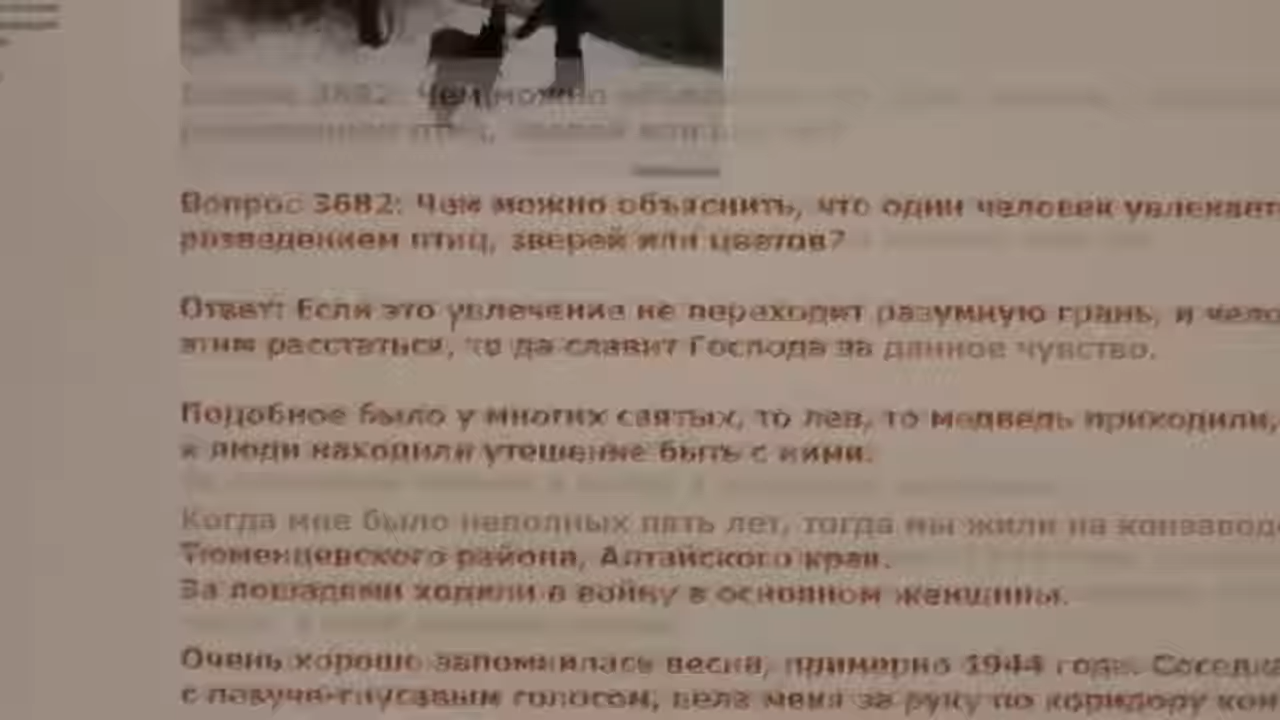 Вопрос 3682: Чем можно объяснить, что один человек увлекает
разведением птиц, зверей или цветов?
Ответ: Если это увлечение не переходит разумную грань, и чело
этим расстаться, то да славит Господа за данное чувство.
Подобное было у многих святых, то лев, то медведь приходили,
и люди находили утешение быть с ними.
Когда мне было неполных пять лет, тогда мы жили на конзавод
Тюменцевского района, Алтайского края.
За лошадями ходили в войну в основном женщины.
Очень хорошо запомнилась весна, примерно 1944 года. Соседка
с певуче-гнусавым голосом, вела меня за руку по коридору кон